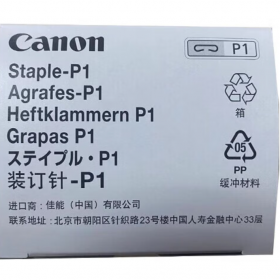 Canon
P1
Staple-P1
Agrafes-P1
Heftklammern P1
Grapas P1
ステイプル・P1
装订针-P1
箱
05
PP
缓冲材料
进口商：佳能（中国）有限公司
联系地址：北京市朝阳区针织路23号楼中国人寿金融中心33层